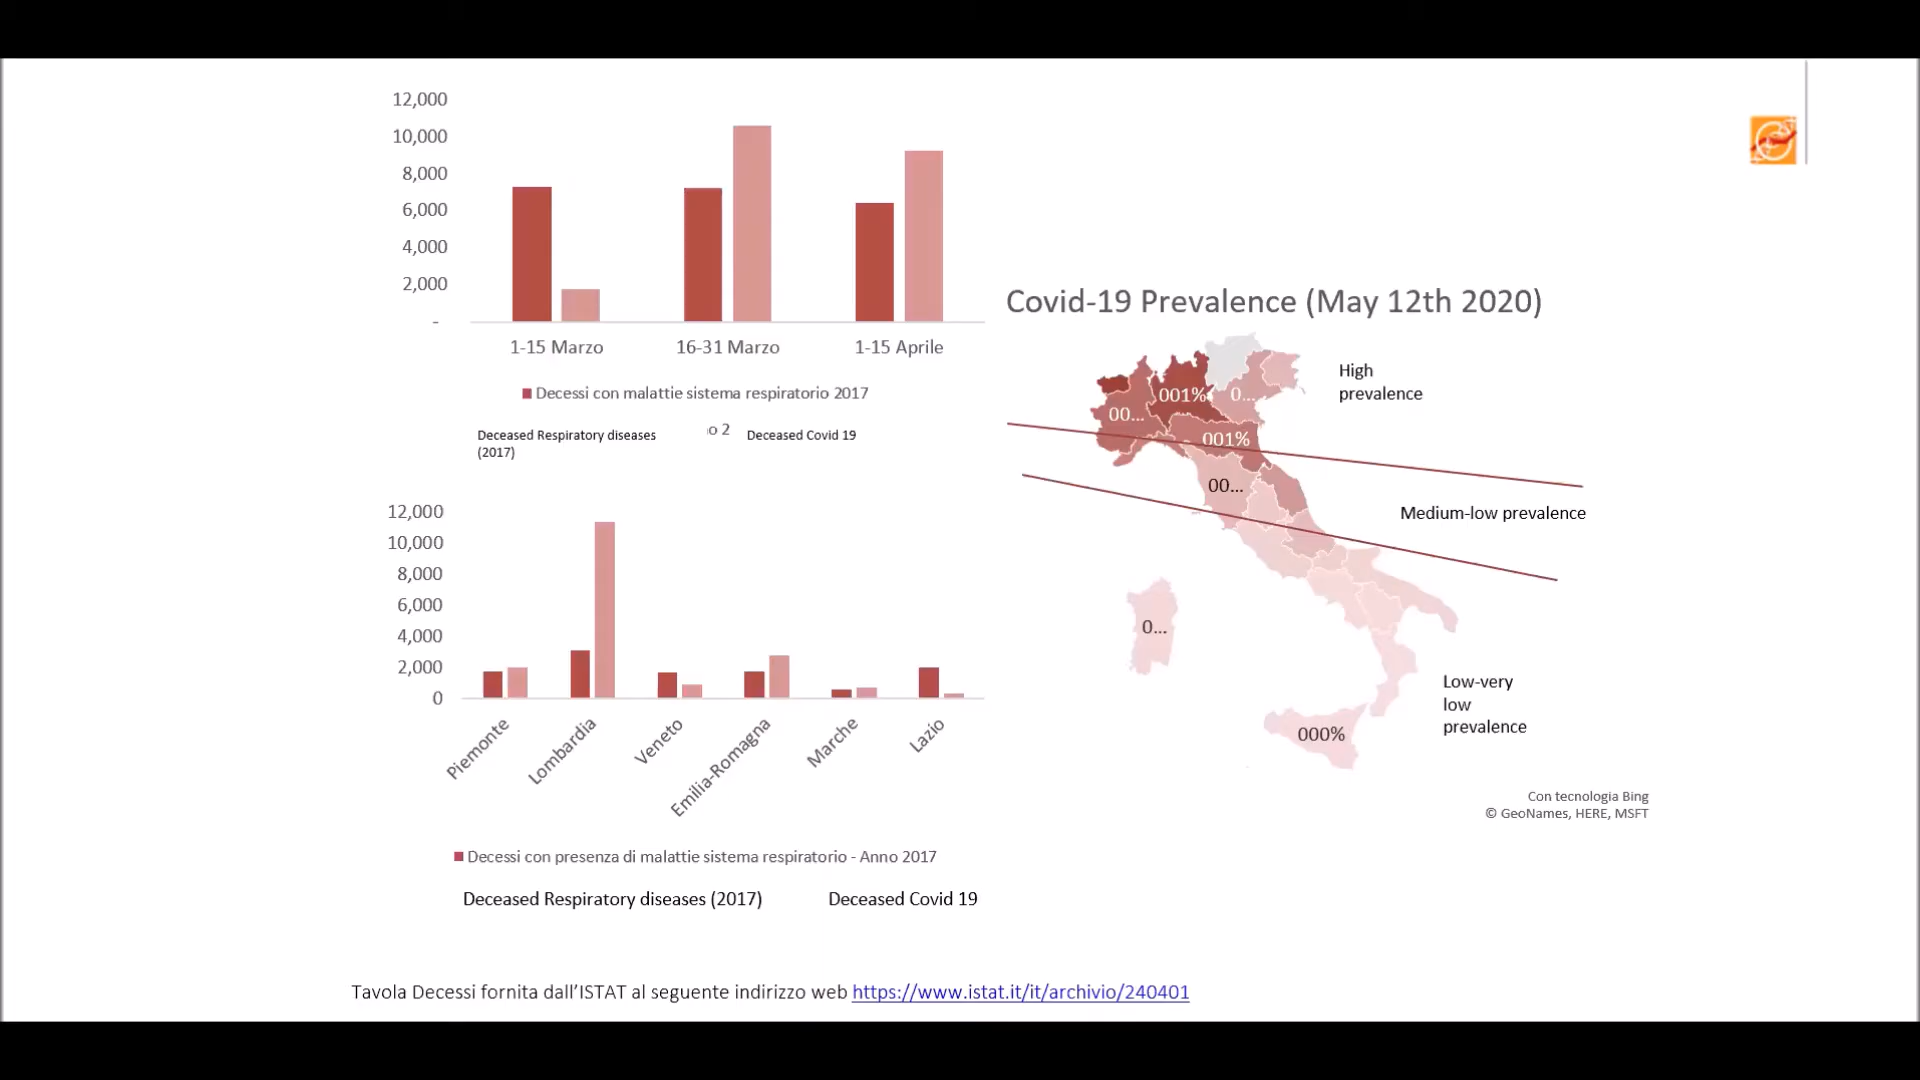 12,000
10,000
8,000
6,000
4,000
2,000
-
1-15 Marzo
16-31 Marzo
1-15 Aprile
Decessi con malattie sistema respiratorio 2017
o 2
Deceased Respiratory diseases
(2017)
Deceased Covid 19
12,000
10,000
8,000
6,000
4,000
2,000
0
Piemonte
Lombardia
Veneto
Emilia-Romagna
Marche
Lazio
Decessi con presenza di malattie sistema respiratorio - Anno 2017
Deceased Respiratory diseases (2017)
Deceased Covid 19
Covid-19 Prevalence (May 12th 2020)
001%
0...
00...
001%
00...
0...
000%
High
prevalence
Medium-low prevalence
Low-very
low
prevalence
Con tecnologia Bing
© GeoNames, HERE, MSFT
Tavola Decessi fornita dall'ISTAT al seguente indirizzo web https://www.istat.it/it/archivio/240401